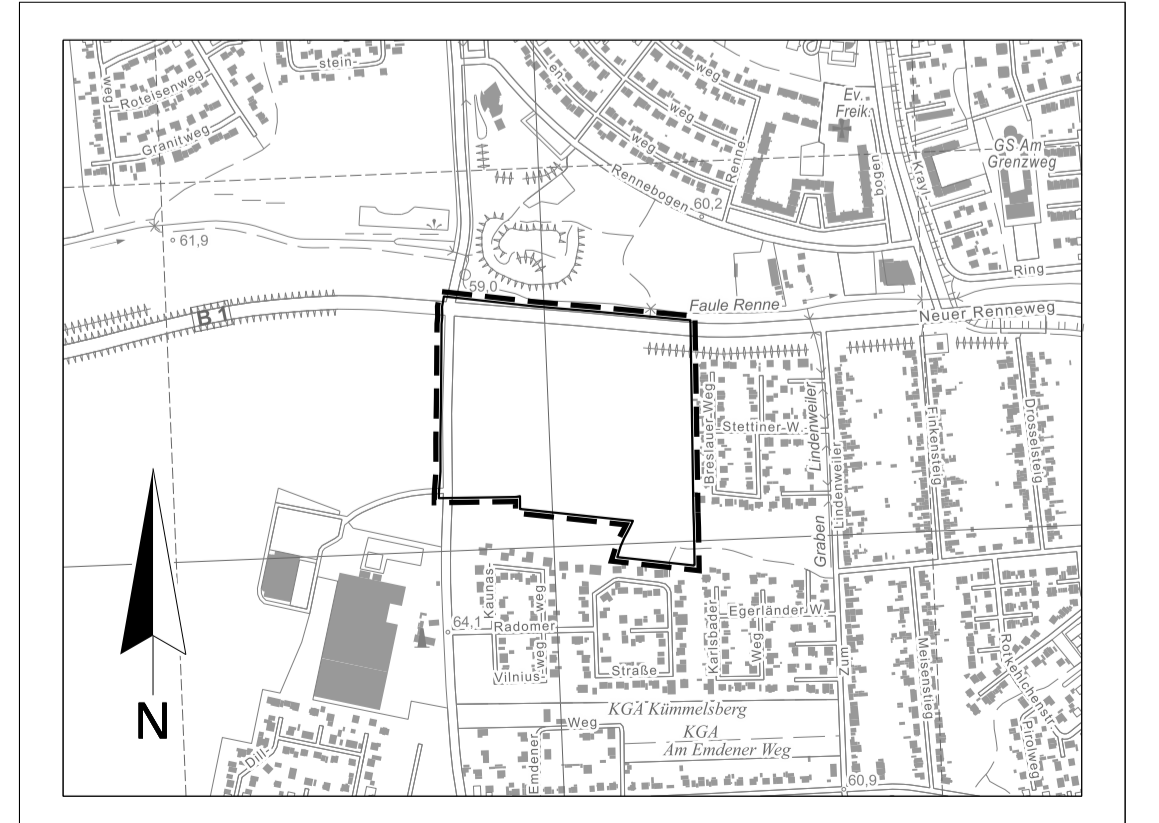 stein-
weg
Rotelsenweg
Granitweg
en-
weg
weg
weg
Renne-
Rennebogen
60,2
Ev.
Freik.
bogen
Krayl-
GS Am
Grenzweg
Ring
61,9
59,0
B 1
Faule Renne
Neuer Renneweg
Breslauer Weg
Stettiner W.
Lindenweiler
Graben
Lindenweiler
Zum
Finkensteig
Drosselsteig
Kaunas-
weg
Radomer
Straße
Vilnius-
weg
64,1
Karlsbader
Weg
Egerländer W.
Meisensteig
Rotkehlchenstr.
Pirolweg
KGA Kümmelsberg
KGA
Am Emdener Weg
Emdener
Weg
Dill-
60,9
N